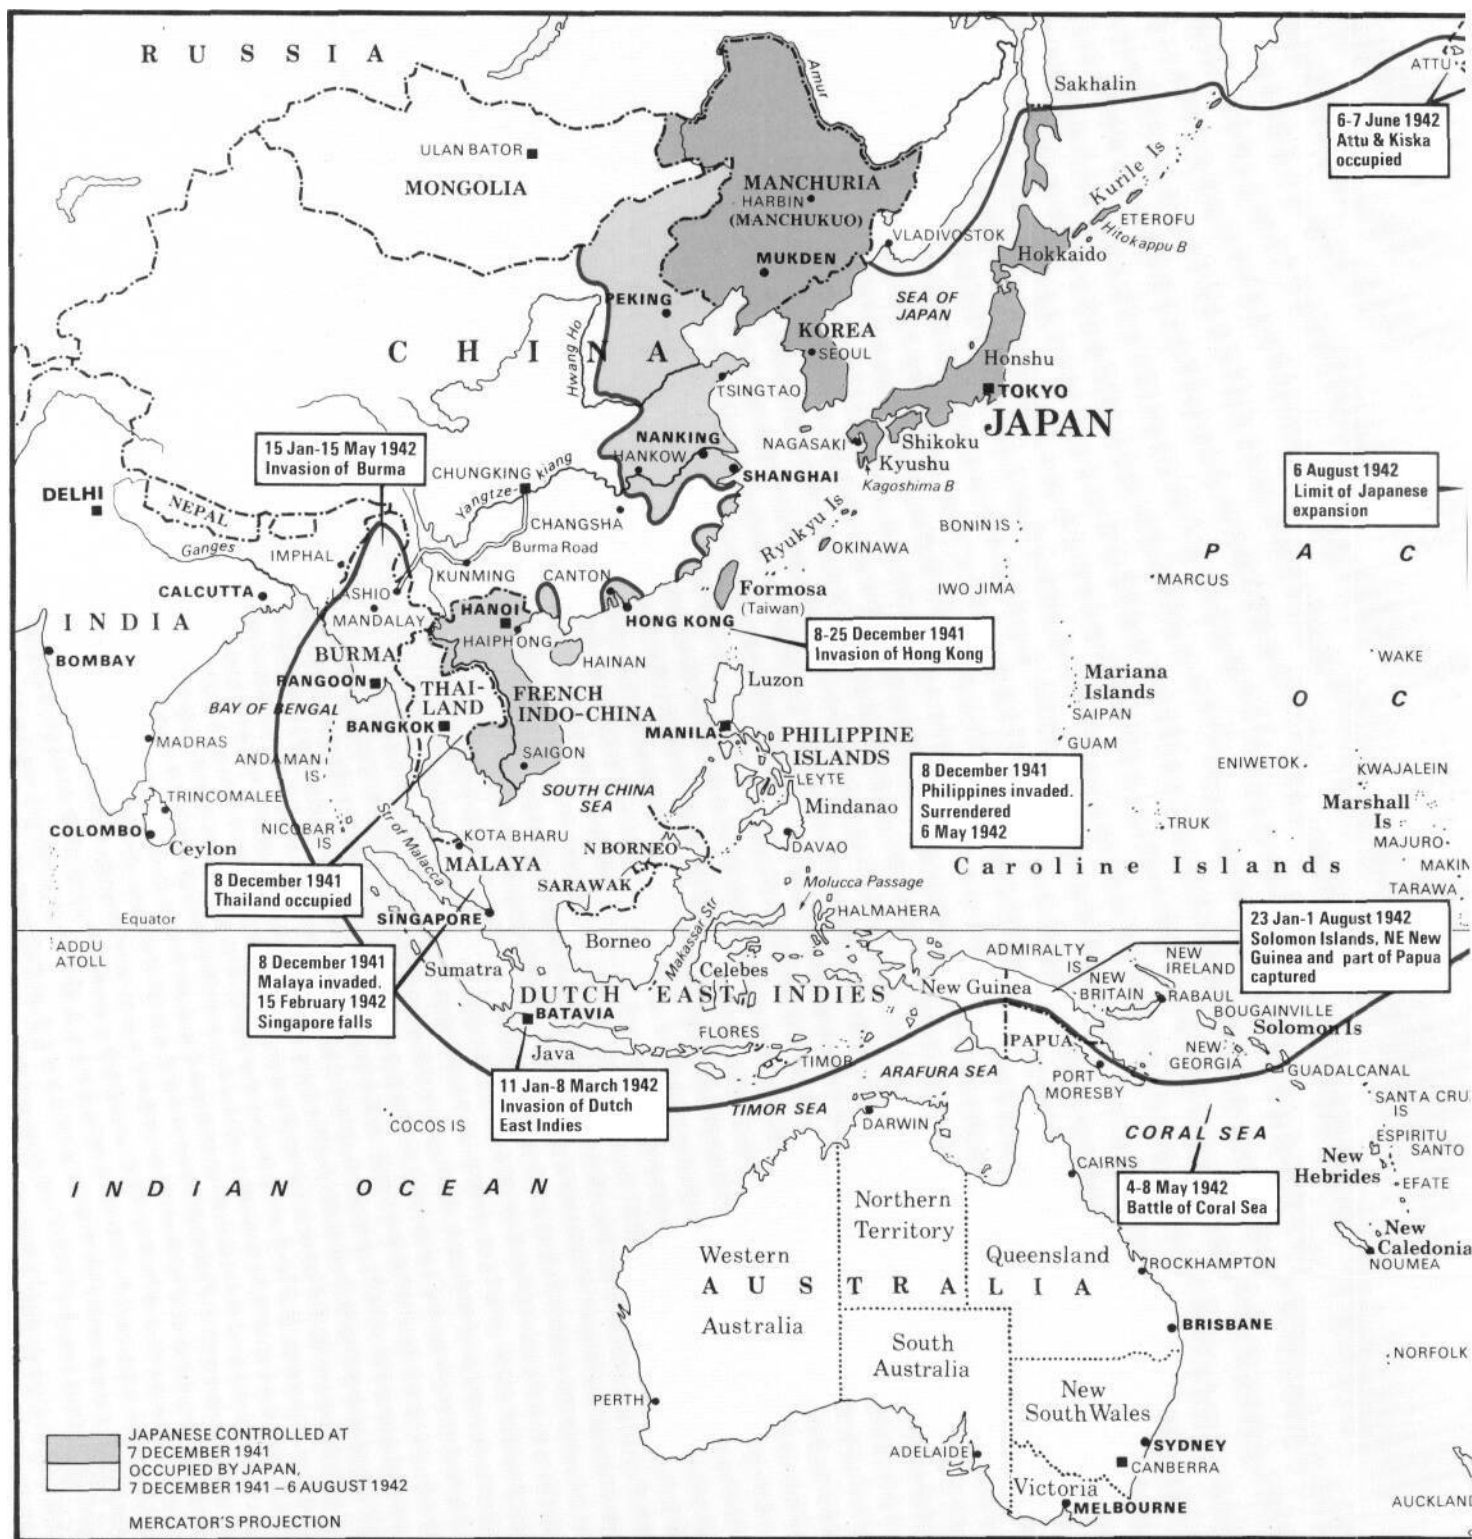 RUSSIA
Amur
Sakhalin
ATTU
6-7 June 1942
Attu & Kiska
occupied
ULAN BATOR
MONGOLIA
MANCHURIA
HARBIN
(MANCHUKUO)
MUKDEN
VLADIVOSTOK
Kurile Is
ETEROFU
Hitokappu B
Hokkaido
SEA OF
JAPAN
PEKING
KOREA
SEOUL
CHINA
Hwang Ho
Honshu
TSINGTAO
TOKYO
JAPAN
15 Jan-15 May 1942
Invasion of Burma
NANKING
HANKOW
NAGASAKI
Shikoku
Kyushu
Kagoshima B
SHANGHAI
CHUNGKING
Yangtze-kiang
6 August 1942
Limit of Japanese
expansion
DELHI
NEPAL
CHANGSHA
Ryukyu Is
BONIN IS
OKINAWA
Ganges
IMPHAL
Burma Road
PAC
KUNMING
CANTON
Formosa
(Taiwan)
IWO JIMA
MARCUS
CALCUTTA
LASHIO
MANDALAY
HANOI
HAIPHONG
HONG KONG
INDIA
8-25 December 1941
Invasion of Hong Kong
BOMBAY
BURMA
HAINAN
WAKE
RANGOON
THAI-
LAND
FRENCH
INDO-CHINA
Luzon
Mariana
Islands
SAIPAN
OC
BAY OF BENGAL
BANGKOK
MANILA
PHILIPPINE
ISLANDS
GUAM
MADRAS
ANDAMAN
IS
SAIGON
LEYTE
8 December 1941
Philippines invaded.
Surrendered
6 May 1942
ENIWETOK
KWAJALEIN
SOUTH CHINA
SEA
Marshall
Is
TRINCOMALEE
Mindanao
COLOMBO
NICOBAR
IS
Ceylon
Str of Malacca
KOTA BHARU
TRUK
MAJURO
N BORNEO
DAVAO
MALAYA
Caroline Islands
MAKIN
8 December 1941
Thailand occupied
SARAWAK
Molucca Passage
TARAWA
Equator
SINGAPORE
HALMAHERA
23 Jan-1 August 1942
Solomon Islands, NE New
Guinea and part of Papua
captured
ADDU
ATOLL
Borneo
Makassar Str
ADMIRALTY
IS
NEW
IRELAND
8 December 1941
Malaya invaded.
15 February 1942
Singapore falls
Sumatra
Celebes
New Guinea
NEW
BRITAIN
RABAUL
DUTCH EAST INDIES
BATAVIA
BOUGAINVILLE
Solomon Is
FLORES
Java
TIMOR
PAPUA
NEW
GEORGIA
ARAFURA SEA
PORT
MORESBY
GUADALCANAL
11 Jan-8 March 1942
Invasion of Dutch
East Indies
SANTA CRU
IS
TIMOR SEA
COCOS IS
DARWIN
CORAL SEA
ESPIRITU
SANTO
New
Hebrides
CAIRNS
INDIAN OCEAN
4-8 May 1942
Battle of Coral Sea
EFATE
Northern
Territory
New
Caledonia
NOUMEA
Western
Queensland
ROCKHAMPTON
AUSTRALIA
Australia
South
Australia
BRISBANE
NORFOLK
PERTH
New
South Wales
JAPANESE CONTROLLED AT
7 DECEMBER 1941
OCCUPIED BY JAPAN,
7 DECEMBER 1941 – 6 AUGUST 1942
MERCATOR'S PROJECTION
ADELAIDE
SYDNEY
CANBERRA
Victoria
MELBOURNE
AUCKLAND